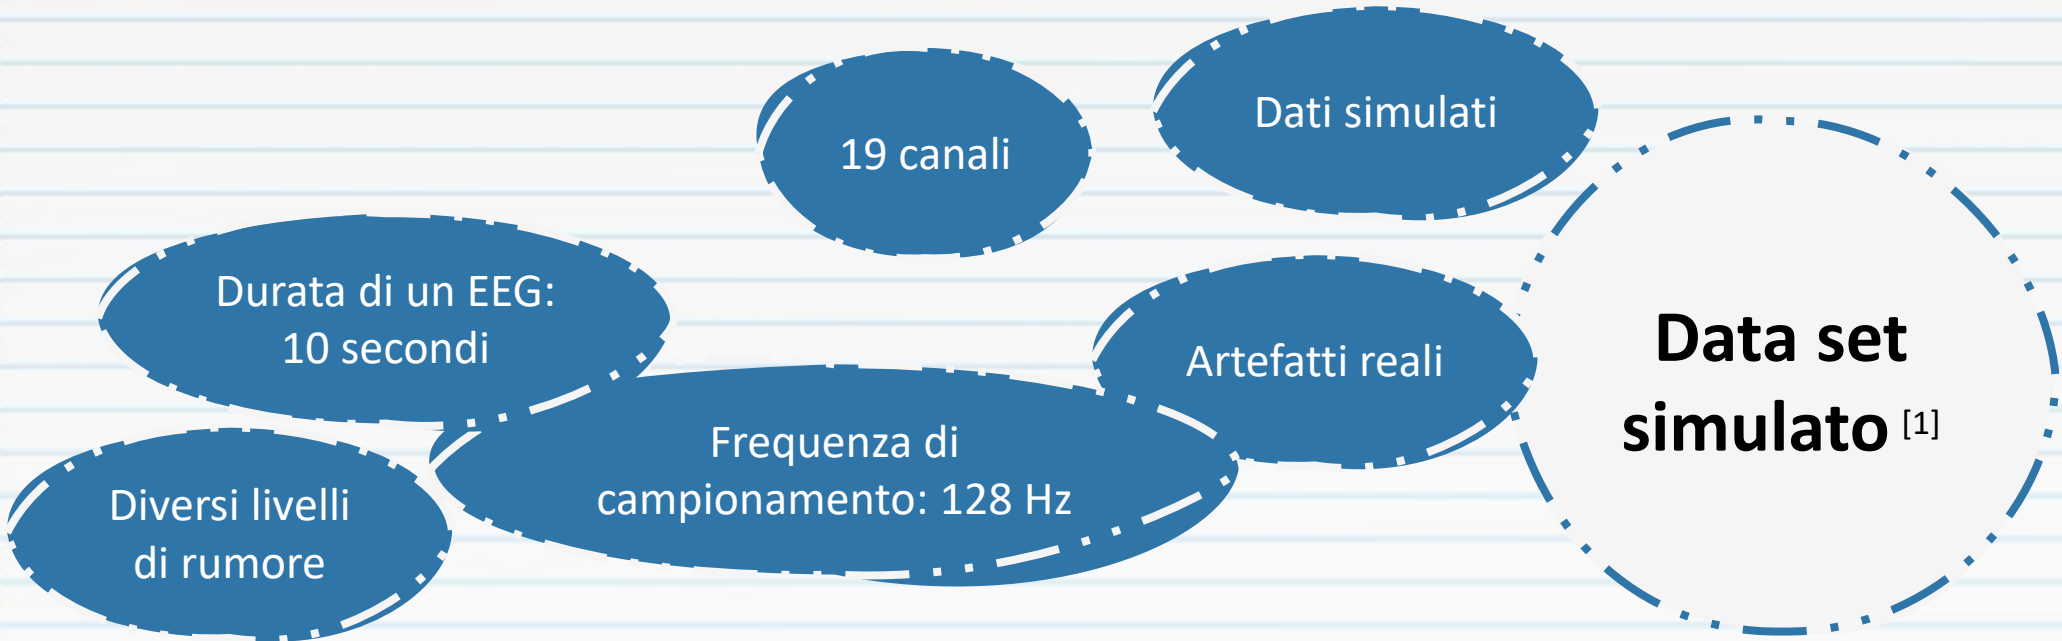 Dati simulati
19 canali
Durata di un EEG:
10 secondi
Artefatti reali
Data set
simulato [1]
Frequenza di
campionamento: 128 Hz
Diversi livelli
di rumore